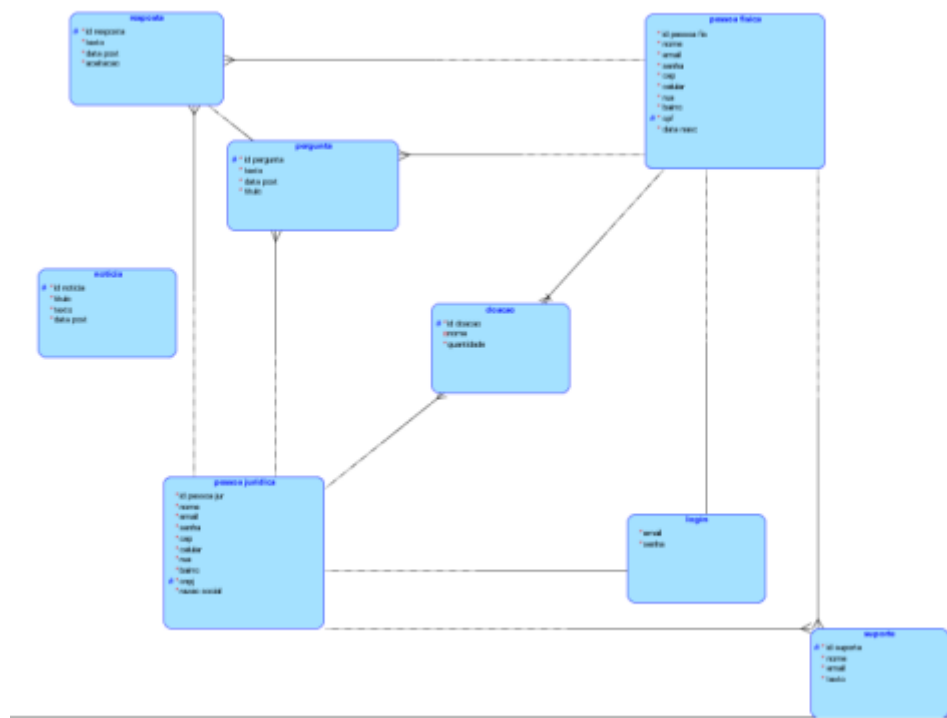 resposta
# * id resposta
* texto
* data post
* aceitacao
pessoa fisica
* id pessoa fis
* nome
* email
* senha
* cep
* celular
* rua
* bairro
# * cpf
* data nasc
pergunta
# * id pergunta
* texto
* data post
* titulo
noticia
# * id noticia
* titulo
* texto
* data post
doacao
# * id doacao
nome
* quantidade
pessoa juridica
* id pessoa jur
* nome
* email
* senha
* cep
* celular
* rua
* bairro
# * cnpj
* razao social
login
* email
* senha
suporte
# * id suporte
* nome
* email
* texto